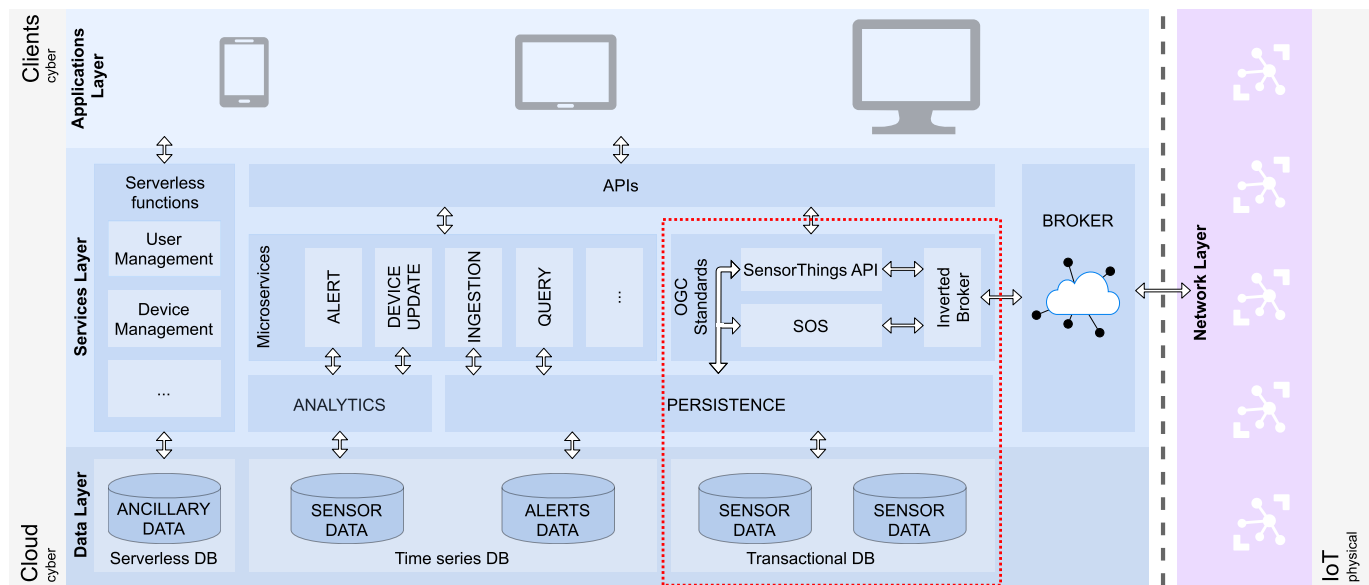 Clients
cyber
Applications
Layer
Services Layer
Serverless
functions
User
Management
Device
Management
...
APIs
Microservices
ALERT
DEVICE
UPDATE
INGESTION
QUERY
...
OGC
Standards
SensorThings API
SOS
Inverted
Broker
BROKER
ANALYTICS
PERSISTENCE
Cloud
cyber
Data Layer
ANCILLARY
DATA
Serverless DB
SENSOR
DATA
ALERTS
DATA
Time series DB
SENSOR
DATA
SENSOR
DATA
Transactional DB
Network Layer
IoT
physical